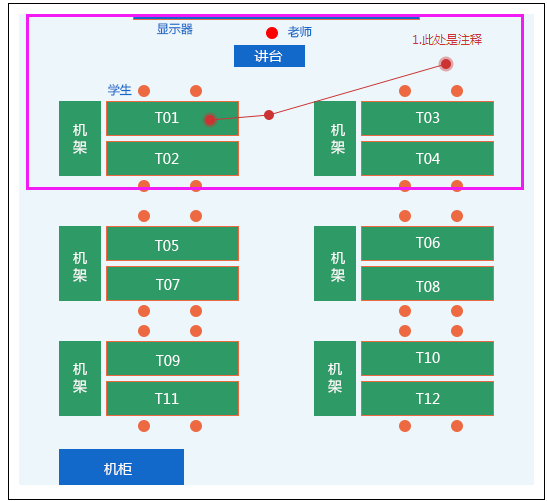 显示器
老师
1.此处是注释
讲台
学生
机架
T01
T02
机架
T03
T04
机架
T05
T07
机架
T06
T08
机架
T09
T11
机架
T10
T12
机柜